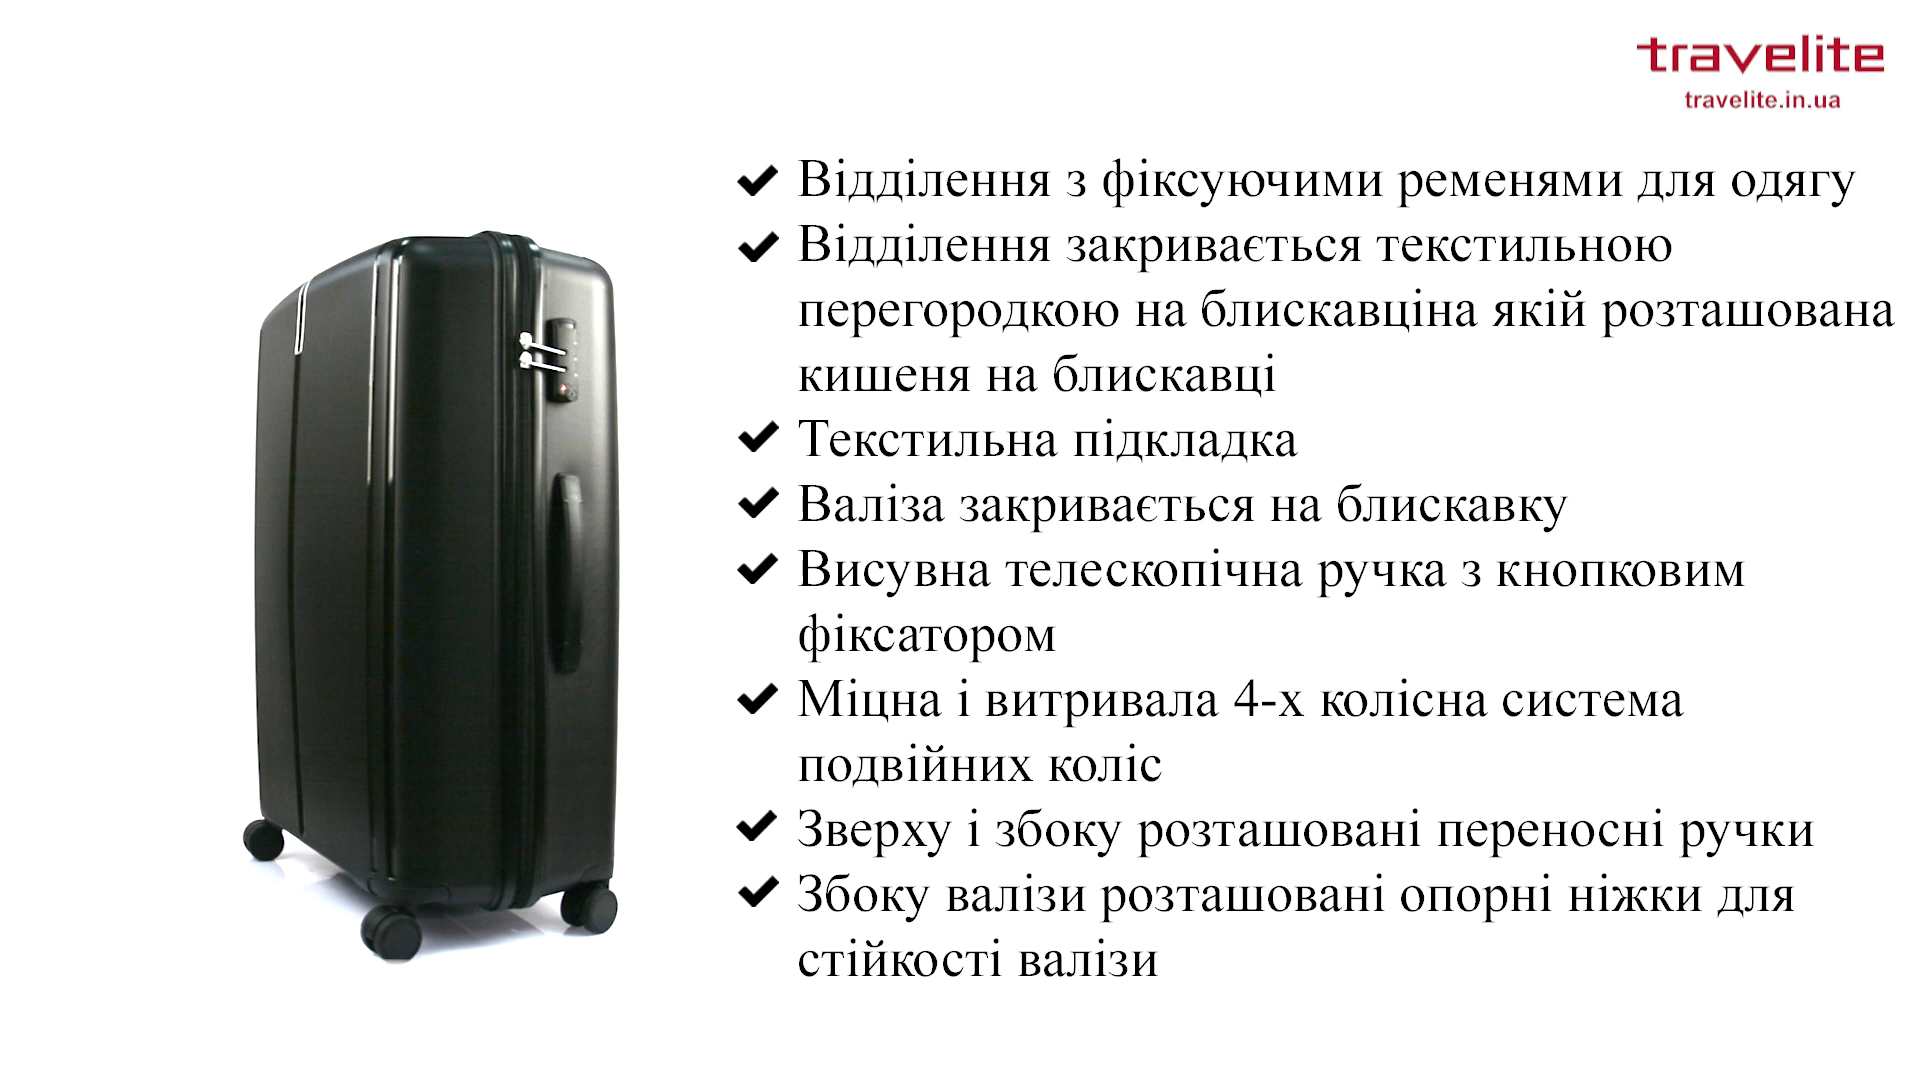 travelite
travelite.in.ua
Відділення з фіксуючими ременями для одягу
Відділення закривається текстильною
перегородкою на блискавціна якій розташована
кишеня на блискавці
Текстильна підкладка
Валіза закривається на блискавку
Висувна телескопічна ручка з кнопковим
фіксатором
Міцна і витривала 4-х колісна система
подвійних коліс
Зверху і збоку розташовані переносні ручки
Збоку валізи розташовані опорні ніжки для
стійкості валізи